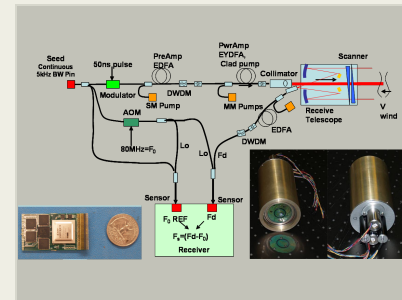 Seed
Continuous
5kHz BW Pin
50ns pulse
Modulator
PreAmp
EDFA
DWDM
SM Pump
PwrAmp
EYDFA,
Clad pump
MM Pumps
Collimator
Scanner
Receive
Telescope
V
wind
EDFA
DWDM
AOM
80MHz=F₀
Lo
Lo
Fd
Sensor
Sensor
F₀ REF
Fd
Fₛ=(Fd-F₀)
Receiver